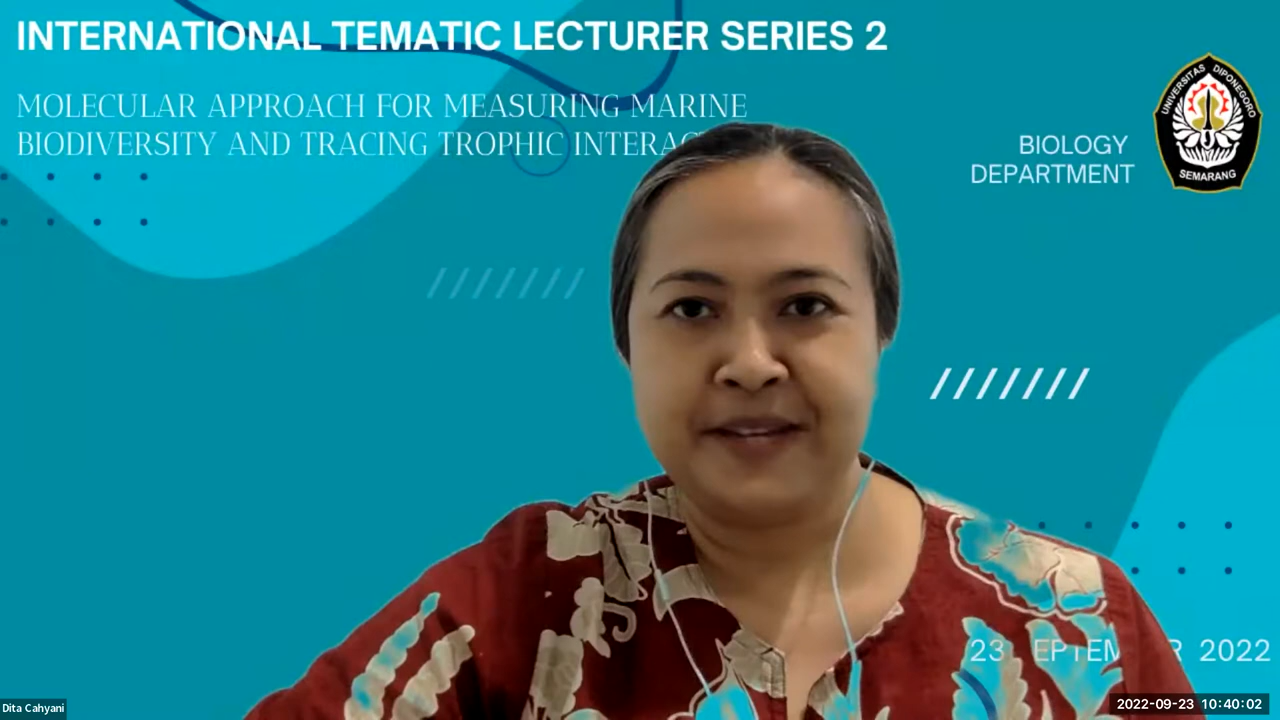 INTERNATIONAL TEMATIC LECTURER SERIES 2
MOLECULAR APPROACH FOR MEASURING MARINE
BIODIVERSITY AND TRACING TROPHIC
BIOLOGY
DEPARTMENT
UNIVERSITAS DIPONEGORO
SEMARANG
23 2022
Dita Cahyani
2022-09-23 10:40:02